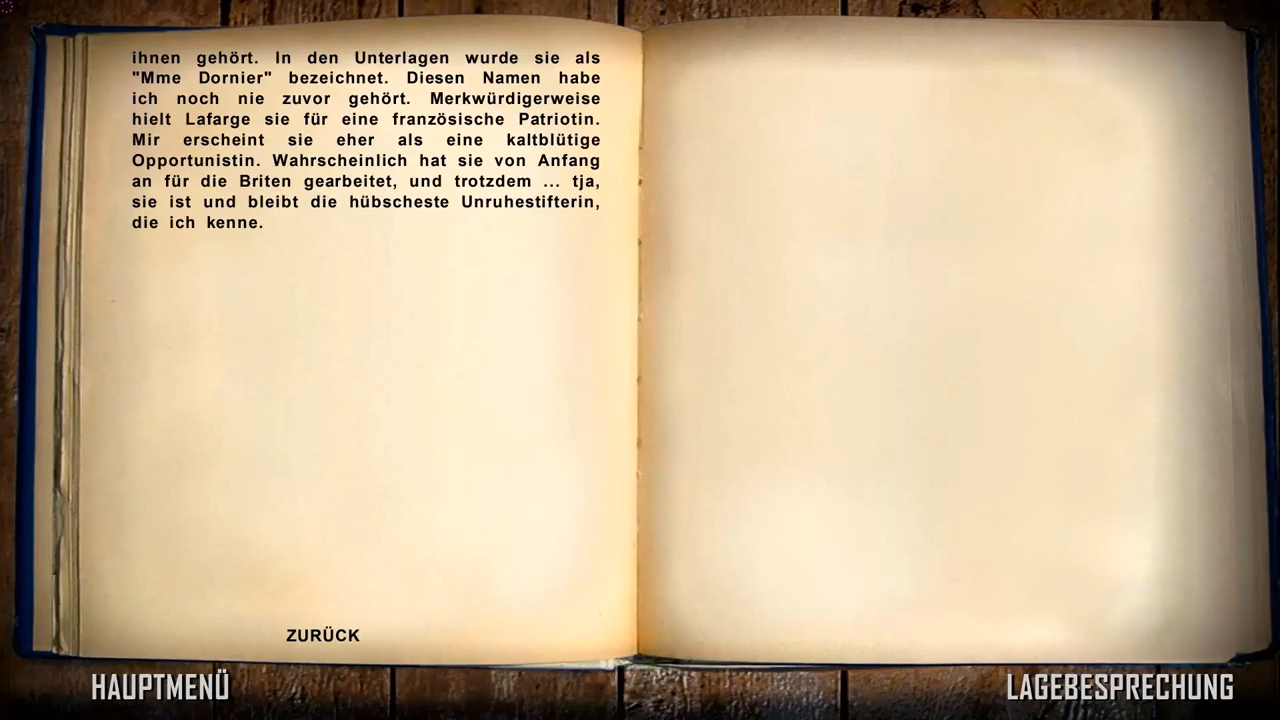 ihnen gehört. In den Unterlagen wurde sie als
"Mme Dornier" bezeichnet. Diesen Namen habe
ich noch nie zuvor gehört. Merkwürdigerweise
hielt Lafarge sie für eine französische Patriotin.
Mir erscheint sie eher als eine kaltblütige
Opportunistin. Wahrscheinlich hat sie von Anfang
an für die Briten gearbeitet, und trotzdem ... tja,
sie ist und bleibt die hübscheste Unruhestifterin,
die ich kenne.
ZURÜCK
HAUPTMENÜ
LAGEBESPRECHUNG